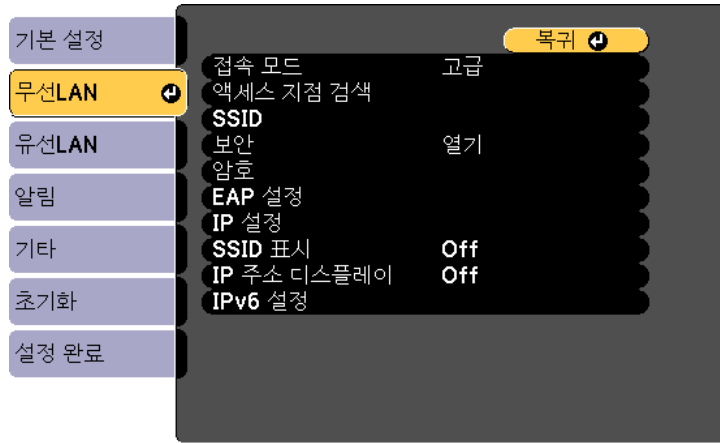 기본 설정
무선LAN
유선LAN
알림
기타
초기화
설정 완료
복귀
접속 모드 고급
액세스 지점 검색
SSID
보안 열기
암호
EAP 설정
IP 설정
SSID 표시 Off
IP 주소 디스플레이 Off
IPv6 설정